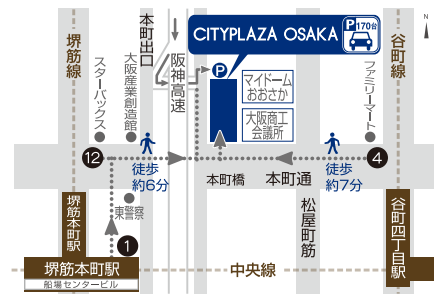 CITYPLAZA OSAKA
P170台
N
P
堺筋線
スターバックス
大阪産業創造館
本町出口
阪神高速
マイドーム
おおさか
大阪商工
会議所
ファミリーマート
谷町線
12
徒歩
約6分
本町橋
本町通
徒歩
約7分
4
堺筋本町駅
東警察
1
松屋町筋
谷町四丁目駅
堺筋本町駅
船場センタービル
中央線